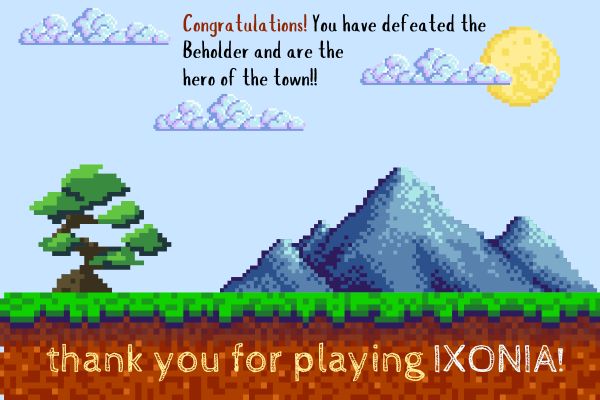 Congratulations! You have defeated the
Beholder and are the
hero of the town!!
thank you for playing IXONIA!